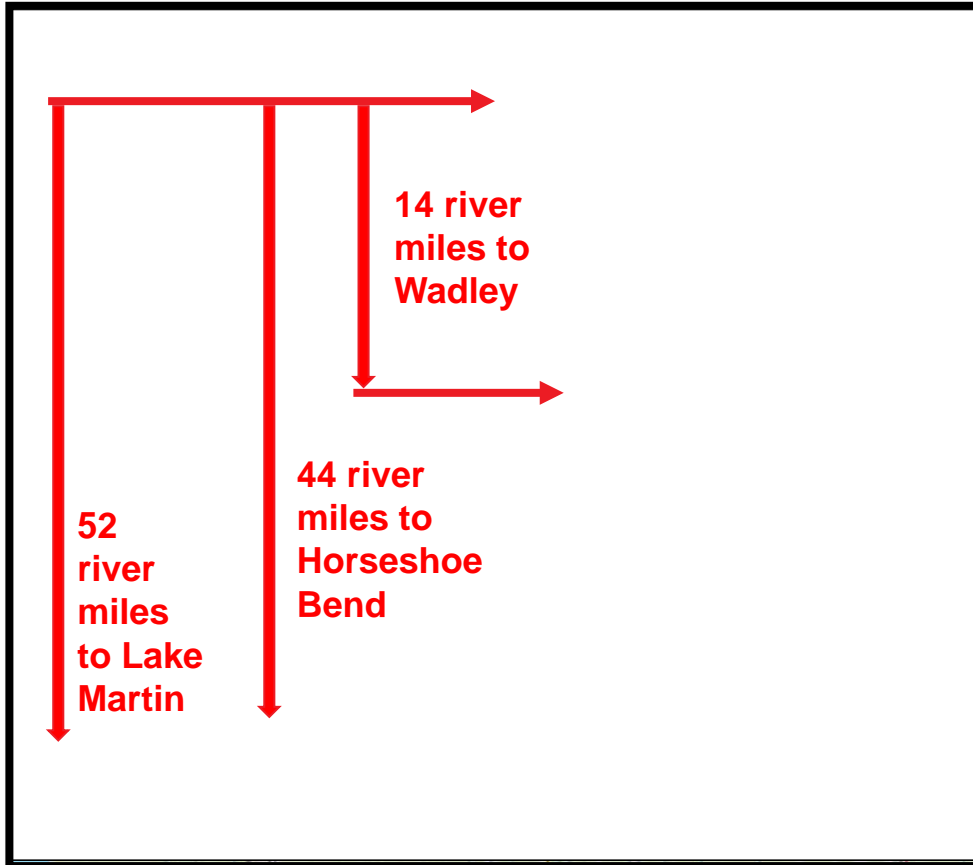 14 river
miles to
Wadley
44 river
miles to
Horseshoe
Bend
52
river
miles
to Lake
Martin